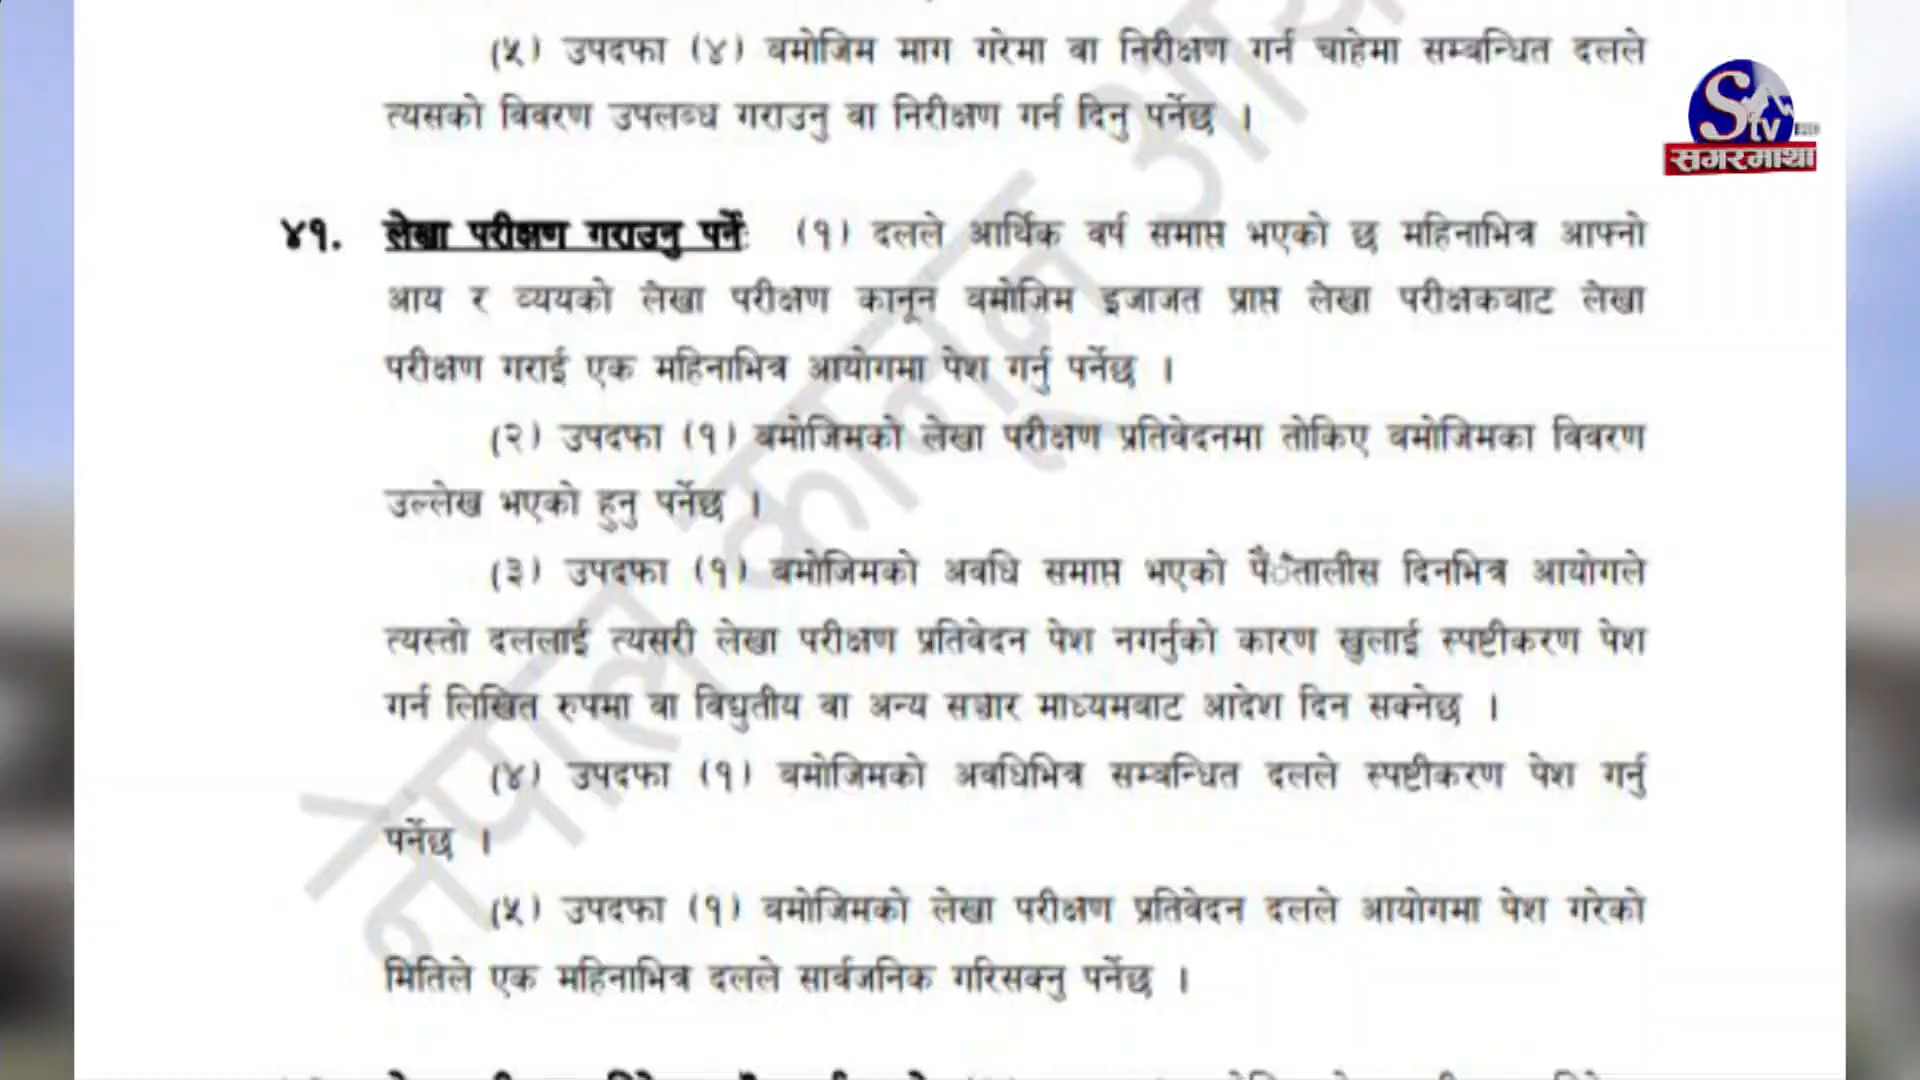 (५) उपदफा (४) बमोजिम माग गरेमा वा निरीक्षण गर्न चाहेमा सम्बन्धित दलले
त्यसको विवरण उपलब्ध गराउनु वा निरीक्षण गर्न दिनु पर्नेछ ।
STV HD
सगरमाथा
४१. लेखा परीक्षण गराउनु पर्नेः (१) दलले आर्थिक वर्ष समाप्त भएको छ महिनाभित्र आफ्नो
आय र व्ययको लेखा परीक्षण कानून बमोजिम इजाजत प्राप्त लेखा परीक्षकबाट लेखा
परीक्षण गराई एक महिनाभित्र आयोगमा पेश गर्नु पर्नेछ ।
(२) उपदफा (१) बमोजिमको लेखा परीक्षण प्रतिवेदनमा तोकिए बमोजिमका विवरण
उल्लेख भएको हुनु पर्नेछ ।
(३) उपदफा (१) बमोजिमको अवधि समाप्त भएको पैंतालीस दिनभित्र आयोगले
त्यस्तो दललाई त्यसरी लेखा परीक्षण प्रतिवेदन पेश नगर्नुको कारण खुलाई स्पष्टीकरण पेश
गर्न लिखित रुपमा वा विद्युतीय वा अन्य सञ्चार माध्यमबाट आदेश दिन सक्नेछ ।
(४) उपदफा (१) बमोजिमको अवधिभित्र सम्बन्धित दलले स्पष्टीकरण पेश गर्नु
पर्नेछ ।
(५) उपदफा (१) बमोजिमको लेखा परीक्षण प्रतिवेदन दलले आयोगमा पेश गरेको
मितिले एक महिनाभित्र दलले सार्वजनिक गरिसक्नु पर्नेछ ।
नेपाल कानून